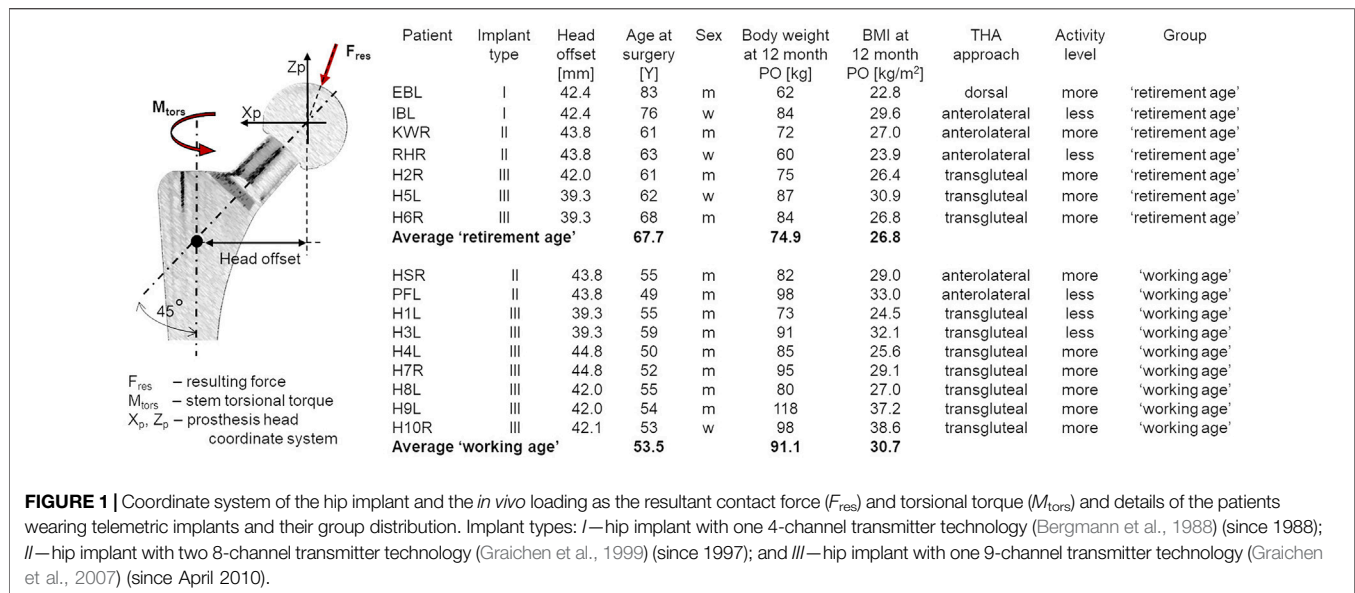 F_res
Zp
M_tors
Xp
Head offset
45°
F_res – resulting force
M_tors – stem torsional torque
X_p, Z_p – prosthesis head
coordinate system
Patient Implant type Head offset [mm] Age at surgery [Y] Sex Body weight at 12 month PO [kg] BMI at 12 month PO [kg/m²] THA approach Activity level Group
EBL I 42.4 83 m 62 22.8 dorsal more 'retirement age'
IBL I 42.4 76 w 84 29.6 anterolateral less 'retirement age'
KWR II 43.8 61 m 72 27.0 anterolateral more 'retirement age'
RHR II 43.8 63 w 60 23.9 anterolateral less 'retirement age'
H2R III 42.0 61 m 75 26.4 transgluteal more 'retirement age'
H5L III 39.3 62 w 87 30.9 transgluteal more 'retirement age'
H6R III 39.3 68 m 84 26.8 transgluteal more 'retirement age'
Average 'retirement age' 67.7 74.9 26.8
HSR II 43.8 55 m 82 29.0 anterolateral more 'working age'
PFL II 43.8 49 m 98 33.0 anterolateral less 'working age'
H1L III 39.3 55 m 73 24.5 transgluteal less 'working age'
H3L III 39.3 59 m 91 32.1 transgluteal less 'working age'
H4L III 44.8 50 m 85 25.6 transgluteal more 'working age'
H7R III 44.8 52 m 95 29.1 transgluteal more 'working age'
H8L III 42.0 55 m 80 27.0 transgluteal more 'working age'
H9L III 42.0 54 m 118 37.2 transgluteal more 'working age'
H10R III 42.1 53 w 98 38.6 transgluteal more 'working age'
Average 'working age' 53.5 91.1 30.7
FIGURE 1 | Coordinate system of the hip implant and the in vivo loading as the resultant contact force (F_res) and torsional torque (M_tors) and details of the patients
wearing telemetric implants and their group distribution. Implant types: I—hip implant with one 4-channel transmitter technology (Bergmann et al., 1988) (since 1988);
II—hip implant with two 8-channel transmitter technology (Graichen et al., 1999) (since 1997); and III—hip implant with one 9-channel transmitter technology (Graichen
et al., 2007) (since April 2010).